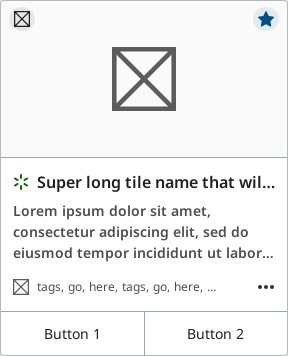 Super long tile name that wil...
Lorem ipsum dolor sit amet,
consectetur adipiscing elit, sed do
eiusmod tempor incididunt ut labor...
tags, go, here, tags, go, here, ...
Button 1
Button 2